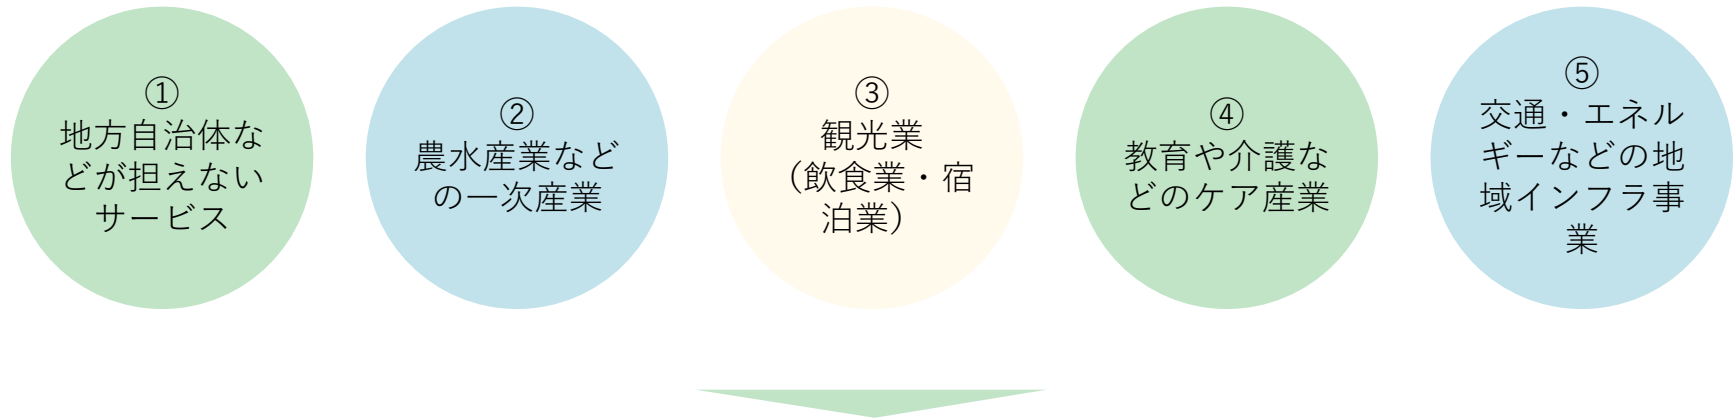 ①
地方自治体な
どが担えない
サービス
②
農水産業など
の一次産業
③
観光業
（飲食業・宿
泊業）
④
教育や介護な
どのケア産業
⑤
交通・エネル
ギーなどの地
域インフラ事
業